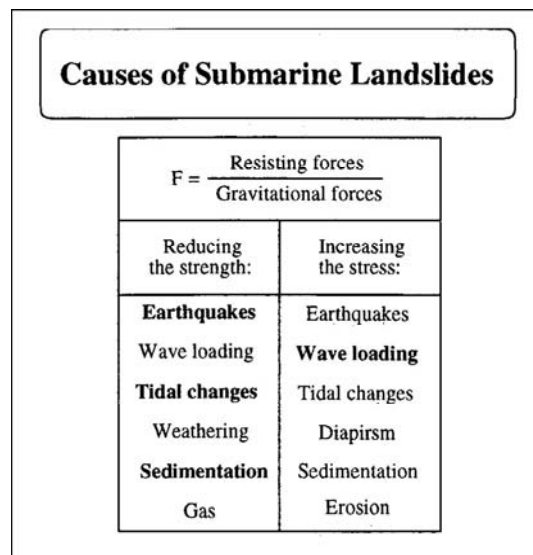 Causes of Submarine Landslides
F = Resisting forces / Gravitational forces
Reducing
the strength:
Increasing
the stress:
Earthquakes Earthquakes
Wave loading Wave loading
Tidal changes Tidal changes
Weathering Diapirsm
Sedimentation Sedimentation
Gas Erosion